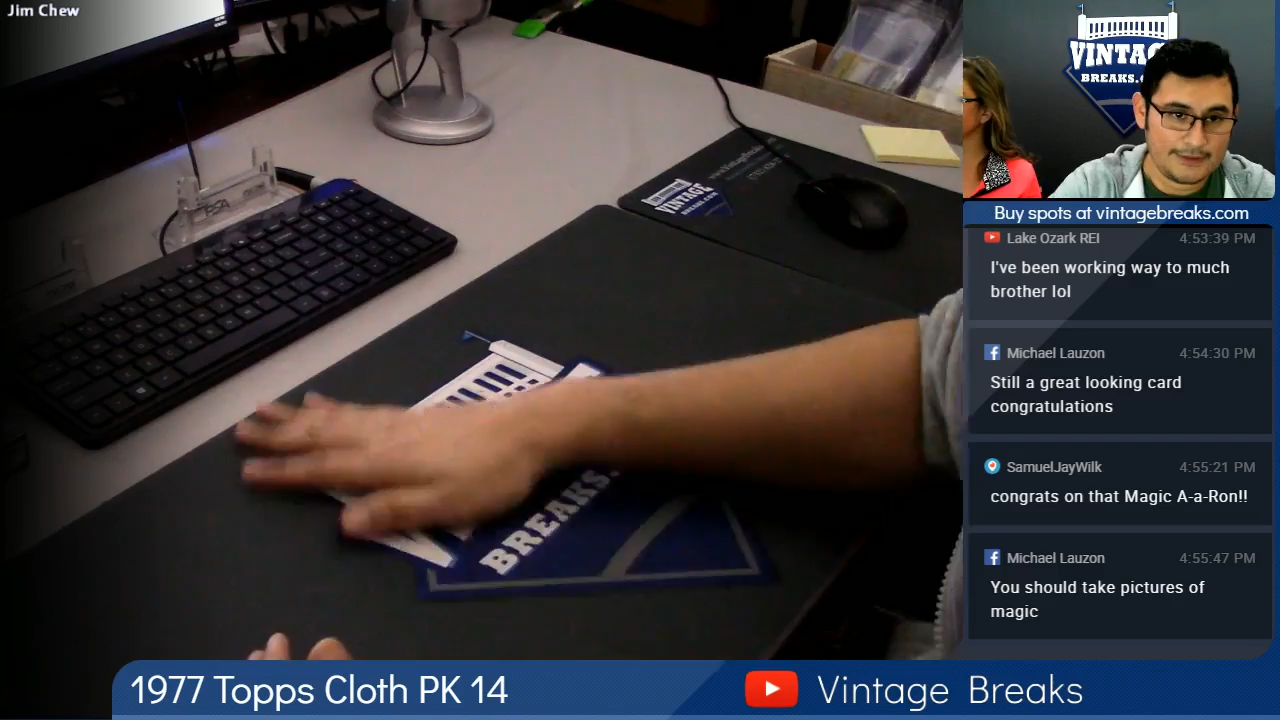 Jim Chew
VINTAGE
BREAKS.
PSA
VINTAGE
BREAKS.COM
BREAKS.
Buy spots at vintagebreaks.com
Lake Ozark REI 4:53:39 PM
I've been working way to much
brother lol
Michael Lauzon 4:54:30 PM
Still a great looking card
congratulations
SamuelJayWilk 4:55:21 PM
congrats on that Magic A-a-Ron!!
Michael Lauzon 4:55:47 PM
You should take pictures of
magic
1977 Topps Cloth PK 14
Vintage Breaks